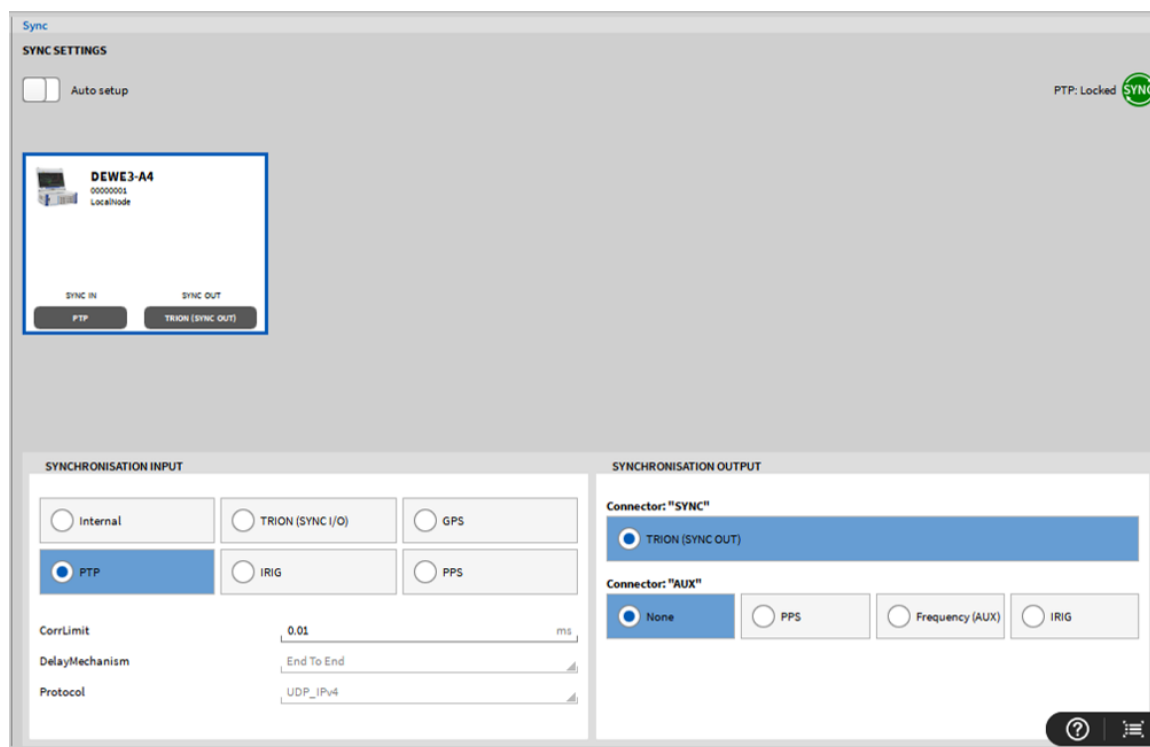 Sync
SYNC SETTINGS
Auto setup
PTP: Locked SYNC
DEWE3-A4
00000001
LocalNode
SYNC IN SYNC OUT
PTP TRION (SYNC OUT)
SYNCHRONISATION INPUT
Internal TRION (SYNC I/O) GPS
PTP IRIG PPS
CorrLimit 0.01 ms
DelayMechanism End To End
Protocol UDP_IPv4
SYNCHRONISATION OUTPUT
Connector: "SYNC"
TRION (SYNC OUT)
Connector: "AUX"
None PPS Frequency (AUX) IRIG
?